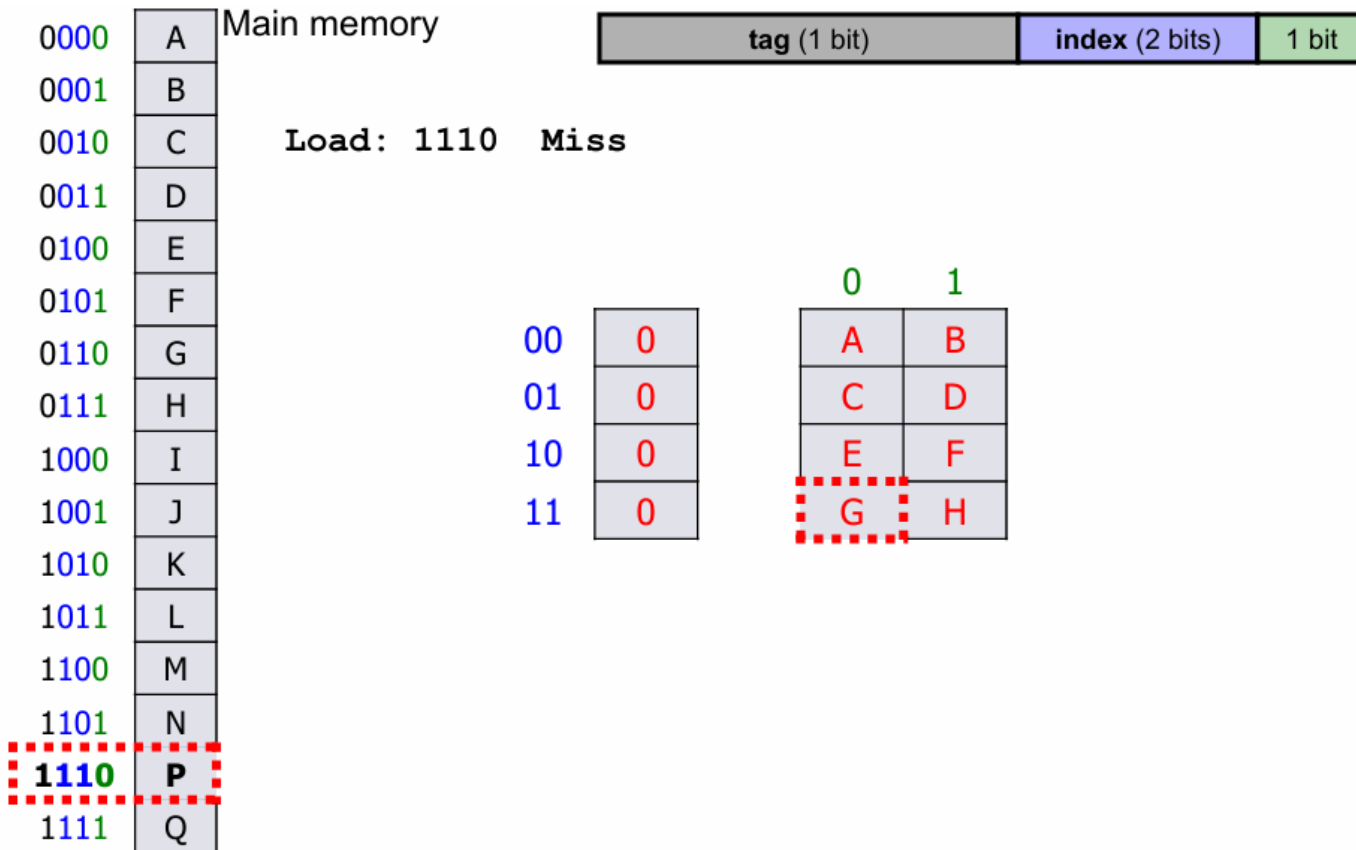 Main memory
tag (1 bit) index (2 bits) 1 bit
0000 A
0001 B
0010 C
Load: 1110 Miss
0011 D
0100 E
0101 F
0110 G
0111 H
1000 I
1001 J
1010 K
1011 L
1100 M
1101 N
1110 P
1111 Q
0 1
00 0 A B
01 0 C D
10 0 E F
11 0 G H